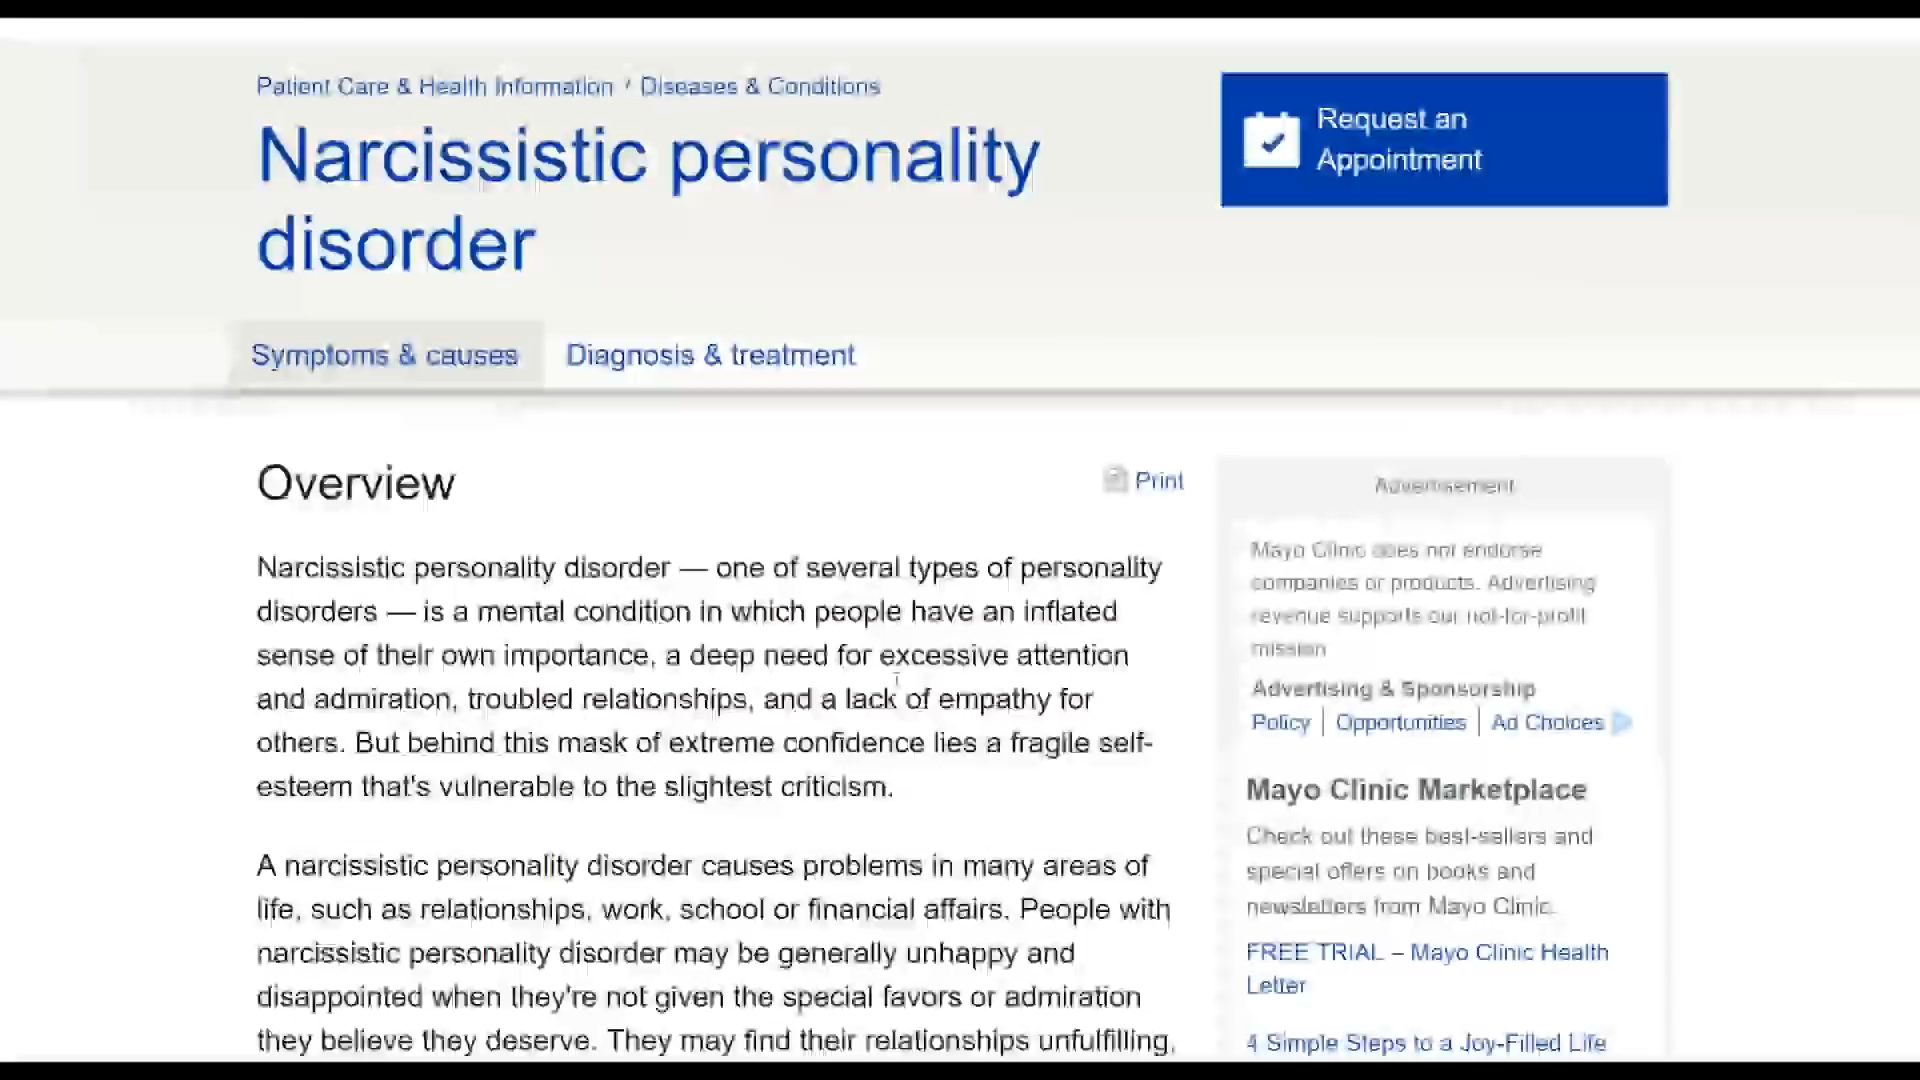 Patient Care & Health Information / Diseases & Conditions
Narcissistic personality
disorder
Request an
Appointment
Symptoms & causes
Diagnosis & treatment
Overview
Print
Narcissistic personality disorder — one of several types of personality
disorders — is a mental condition in which people have an inflated
sense of their own importance, a deep need for excessive attention
and admiration, troubled relationships, and a lack of empathy for
others. But behind this mask of extreme confidence lies a fragile self-
esteem that's vulnerable to the slightest criticism.
A narcissistic personality disorder causes problems in many areas of
life, such as relationships, work, school or financial affairs. People with
narcissistic personality disorder may be generally unhappy and
disappointed when they're not given the special favors or admiration
they believe they deserve. They may find their relationships unfulfilling,
Advertisement
Mayo Clinic does not endorse
companies or products. Advertising
revenue supports our not-for-profit
mission
Advertising & Sponsorship
Policy | Opportunities | Ad Choices
Mayo Clinic Marketplace
Check out these best-sellers and
special offers on books and
newsletters from Mayo Clinic.
FREE TRIAL – Mayo Clinic Health
Letter
4 Simple Steps to a Joy-Filled Life